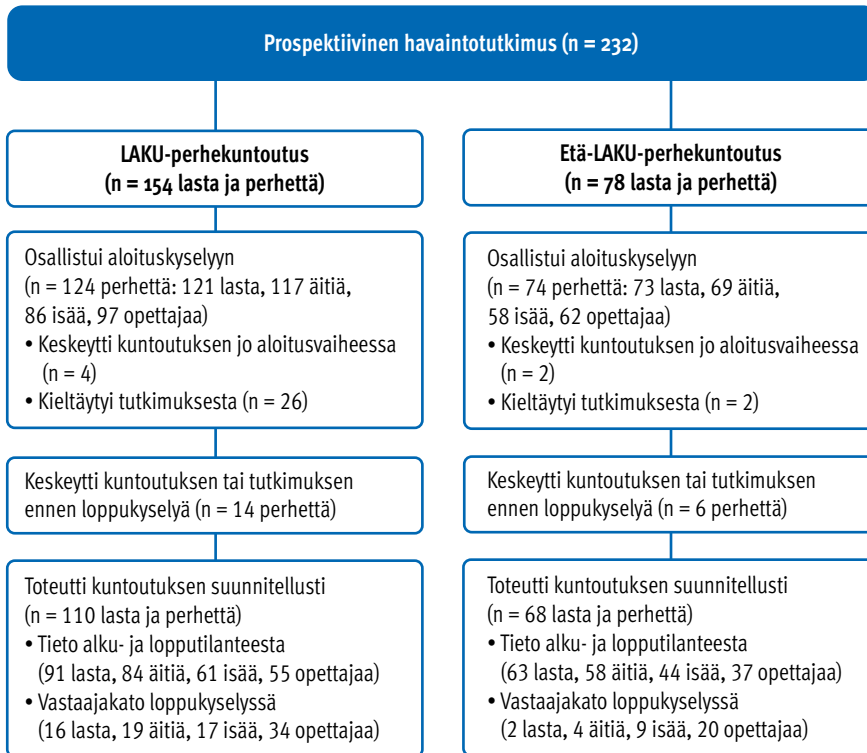 Prospektiivinen havaintotutkimus (n = 232)
LAKU-perhekuntoutus
(n = 154 lasta ja perhettä)
Osallistui aloituskyselyyn
(n = 124 perhettä: 121 lasta, 117 äitiä,
86 isää, 97 opettajaa)
• Keskeytti kuntoutuksen jo aloitusvaiheessa
(n = 4)
• Kieltäytyi tutkimuksesta (n = 26)
Keskeytti kuntoutuksen tai tutkimuksen
ennen loppukyselyä (n = 14 perhettä)
Toteutti kuntoutuksen suunnitellusti
(n = 110 lasta ja perhettä)
• Tieto alku- ja lopputilanteesta
(91 lasta, 84 äitiä, 61 isää, 55 opettajaa)
• Vastaajakato loppukyselyssä
(16 lasta, 19 äitiä, 17 isää, 34 opettajaa)
Etä-LAKU-perhekuntoutus
(n = 78 lasta ja perhettä)
Osallistui aloituskyselyyn
(n = 74 perhettä: 73 lasta, 69 äitiä,
58 isää, 62 opettajaa)
• Keskeytti kuntoutuksen jo aloitusvaiheessa
(n = 2)
• Kieltäytyi tutkimuksesta (n = 2)
Keskeytti kuntoutuksen tai tutkimuksen
ennen loppukyselyä (n = 6 perhettä)
Toteutti kuntoutuksen suunnitellusti
(n = 68 lasta ja perhettä)
• Tieto alku- ja lopputilanteesta
(63 lasta, 58 äitiä, 44 isää, 37 opettajaa)
• Vastaajakato loppukyselyssä
(2 lasta, 4 äitiä, 9 isää, 20 opettajaa)